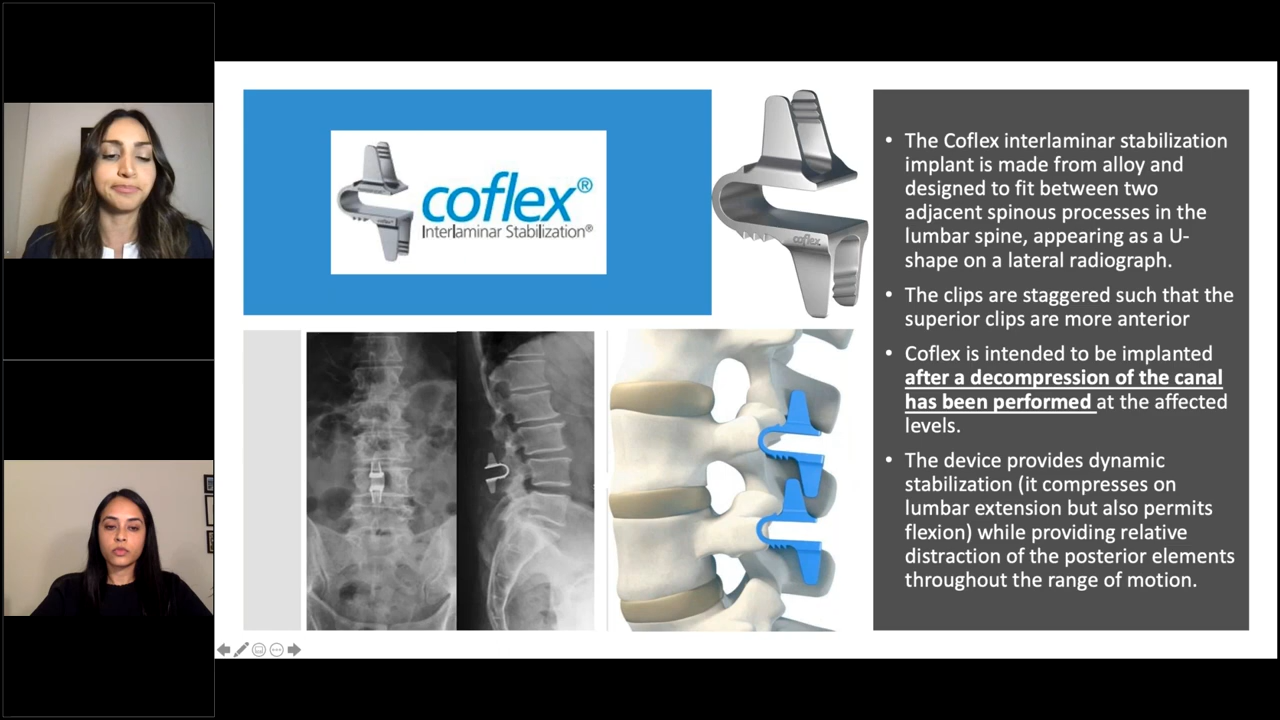 coflex®
Interlaminar Stabilization®
coflex
• The Coflex interlaminar stabilization
implant is made from alloy and
designed to fit between two
adjacent spinous processes in the
lumbar spine, appearing as a U-
shape on a lateral radiograph.
• The clips are staggered such that the
superior clips are more anterior
• Coflex is intended to be implanted
after a decompression of the canal
has been performed at the affected
levels.
• The device provides dynamic
stabilization (it compresses on
lumbar extension but also permits
flexion) while providing relative
distraction of the posterior elements
throughout the range of motion.